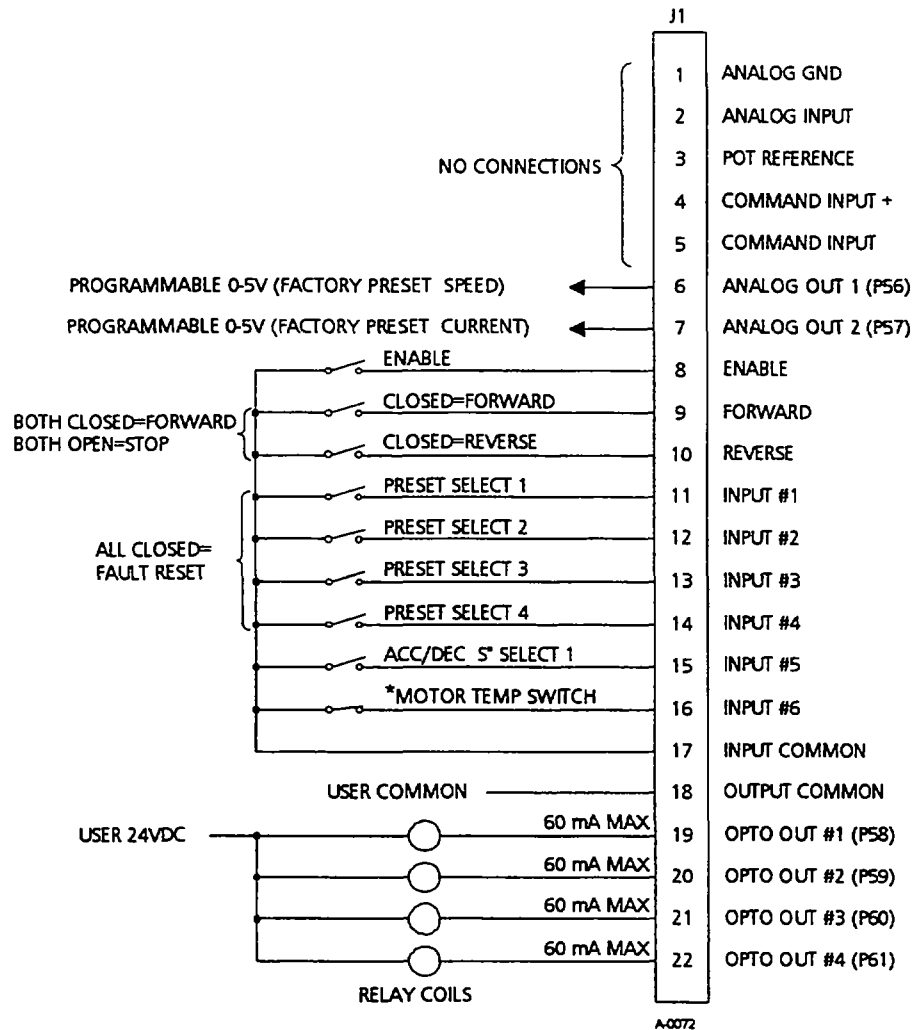 J1
1 ANALOG GND
2 ANALOG INPUT
NO CONNECTIONS 3 POT REFERENCE
4 COMMAND INPUT +
5 COMMAND INPUT
PROGRAMMABLE 0-5V (FACTORY PRESET SPEED) 6 ANALOG OUT 1 (P56)
PROGRAMMABLE 0-5V (FACTORY PRESET CURRENT) 7 ANALOG OUT 2 (P57)
ENABLE 8 ENABLE
CLOSED=FORWARD 9 FORWARD
BOTH CLOSED=FORWARD
BOTH OPEN=STOP
CLOSED=REVERSE 10 REVERSE
PRESET SELECT 1 11 INPUT #1
PRESET SELECT 2 12 INPUT #2
ALL CLOSED=
FAULT RESET
PRESET SELECT 3 13 INPUT #3
PRESET SELECT 4 14 INPUT #4
ACC/DEC S" SELECT 1 15 INPUT #5
*MOTOR TEMP SWITCH 16 INPUT #6
17 INPUT COMMON
USER COMMON 18 OUTPUT COMMON
USER 24VDC 60 mA MAX 19 OPTO OUT #1 (P58)
60 mA MAX 20 OPTO OUT #2 (P59)
60 mA MAX 21 OPTO OUT #3 (P60)
60 mA MAX 22 OPTO OUT #4 (P61)
RELAY COILS
A-0072